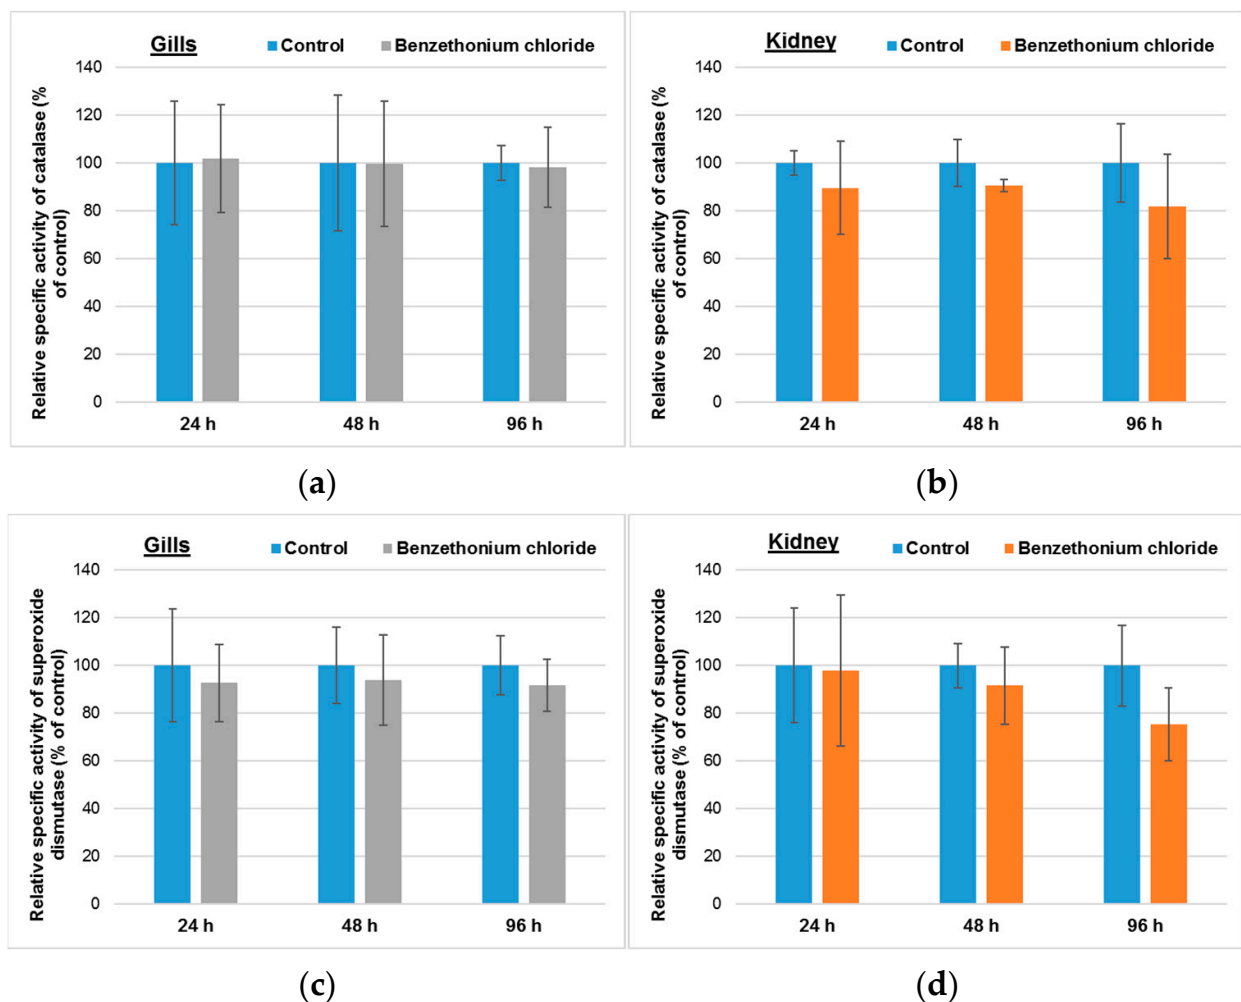 Gills
Control
Benzethonium chloride
Relative specific activity of catalase (%
of control)
140
120
100
80
60
40
20
0
24 h
48 h
96 h
(a)
Kidney
Control
Benzethonium chloride
Relative specific activity of catalase (%
of control)
140
120
100
80
60
40
20
0
24 h
48 h
96 h
(b)
Gills
Control
Benzethonium chloride
Relative specific activity of superoxide
dismutase (% of control)
140
120
100
80
60
40
20
0
24 h
48 h
96 h
(c)
Kidney
Control
Benzethonium chloride
Relative specific activity of superoxide
dismutase (% of control)
140
120
100
80
60
40
20
0
24 h
48 h
96 h
(d)